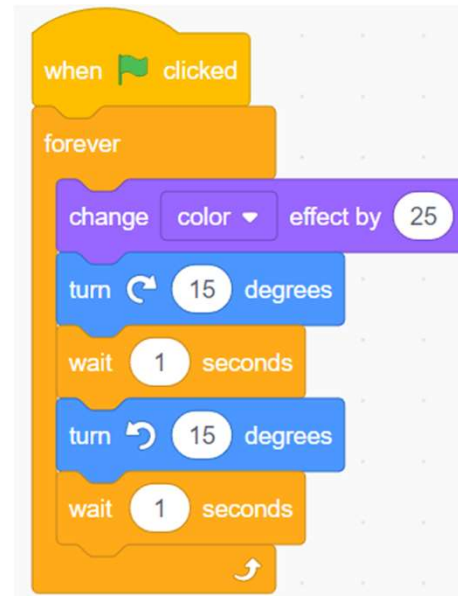 when clicked
forever
change color effect by 25
turn 15 degrees
wait 1 seconds
turn 15 degrees
wait 1 seconds